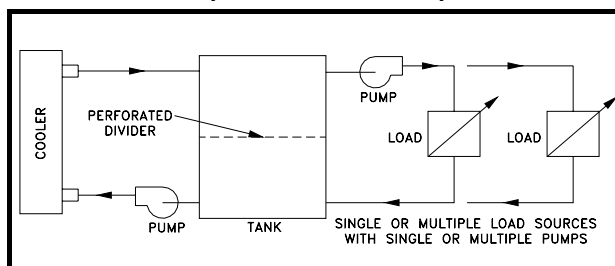 COOLER
PERFORATED
DIVIDER
PUMP
TANK
PUMP
LOAD
LOAD
SINGLE OR MULTIPLE LOAD SOURCES
WITH SINGLE OR MULTIPLE PUMPS